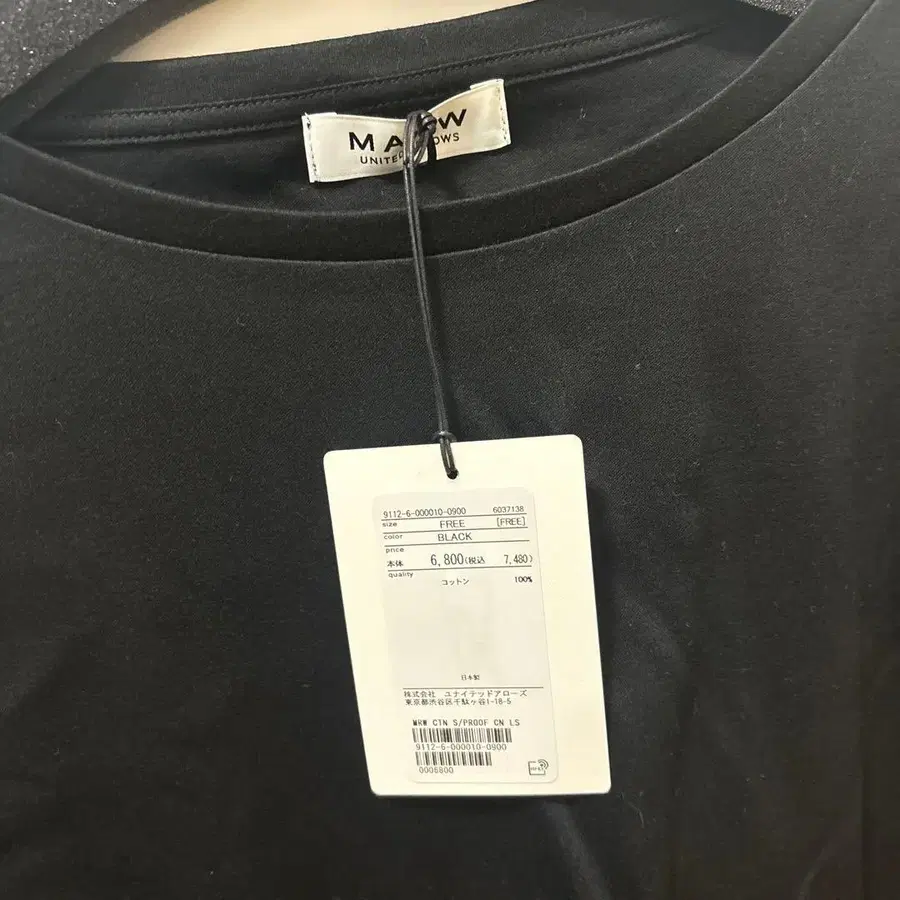 UNITED
9112-6-000010-0900 6037138
size FREE [FREE]
color BLACK
price
本体 6,800(税込 7,480)
quality
コットン 100%
日本製
株式会社 ユナイテッドアローズ
東京都渋谷区千駄ヶ谷1-18-5
MRW CTN S/PROOF CN LS
9112-6-000010-0900
0006800